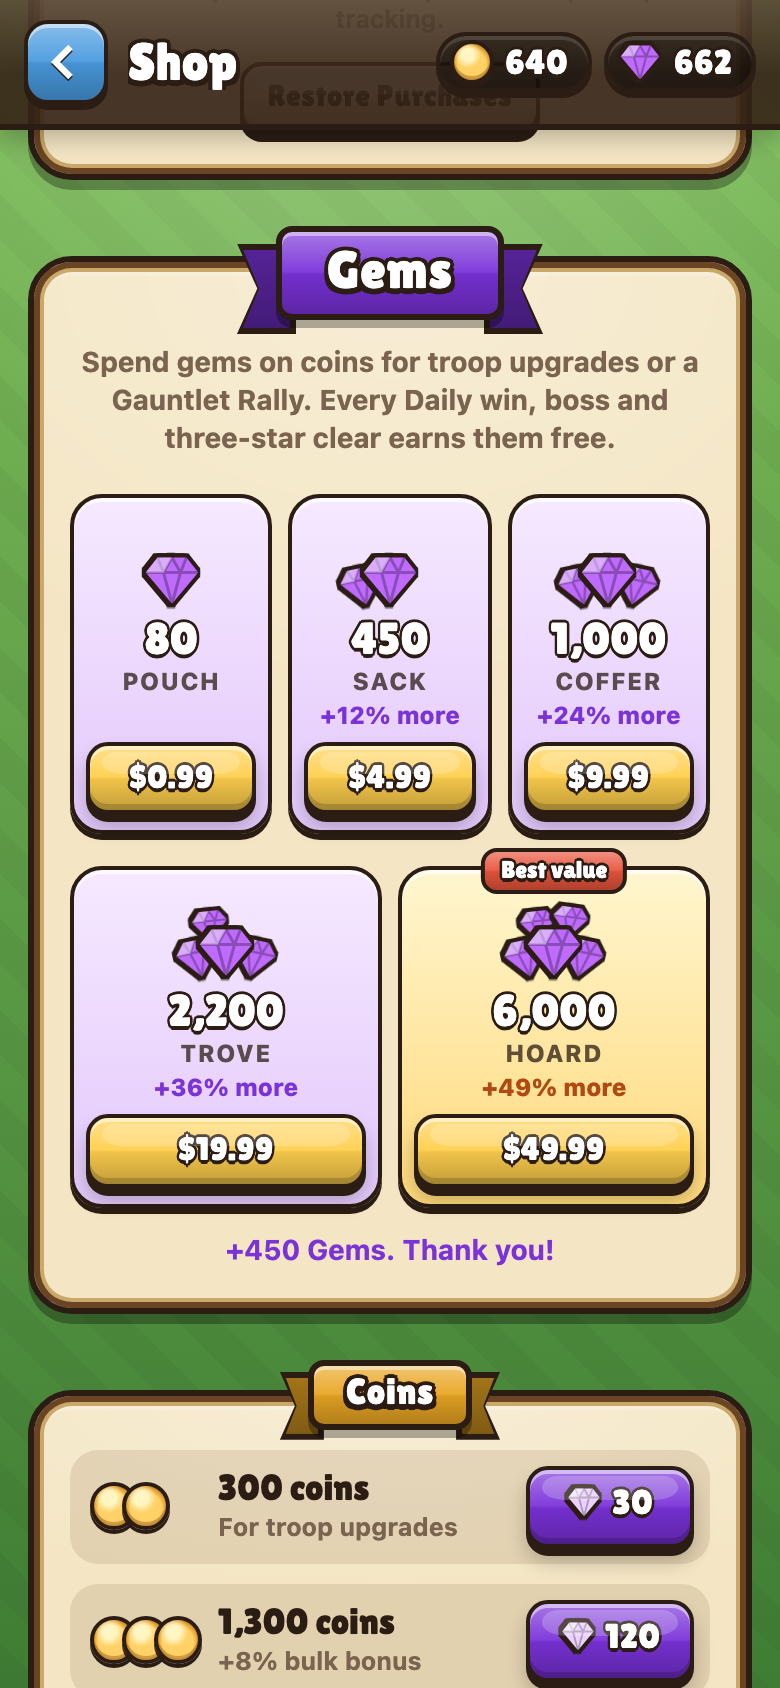 tracking.
Shop
640
662
Restore Purchases
Gems
Spend gems on coins for troop upgrades or a
Gauntlet Rally. Every Daily win, boss and
three-star clear earns them free.
80
POUCH
$0.99
450
SACK
+12% more
$4.99
1,000
COFFER
+24% more
$9.99
2,200
TROVE
+36% more
$19.99
Best value
6,000
HOARD
+49% more
$49.99
+450 Gems. Thank you!
Coins
300 coins
For troop upgrades
30
1,300 coins
+8% bulk bonus
120